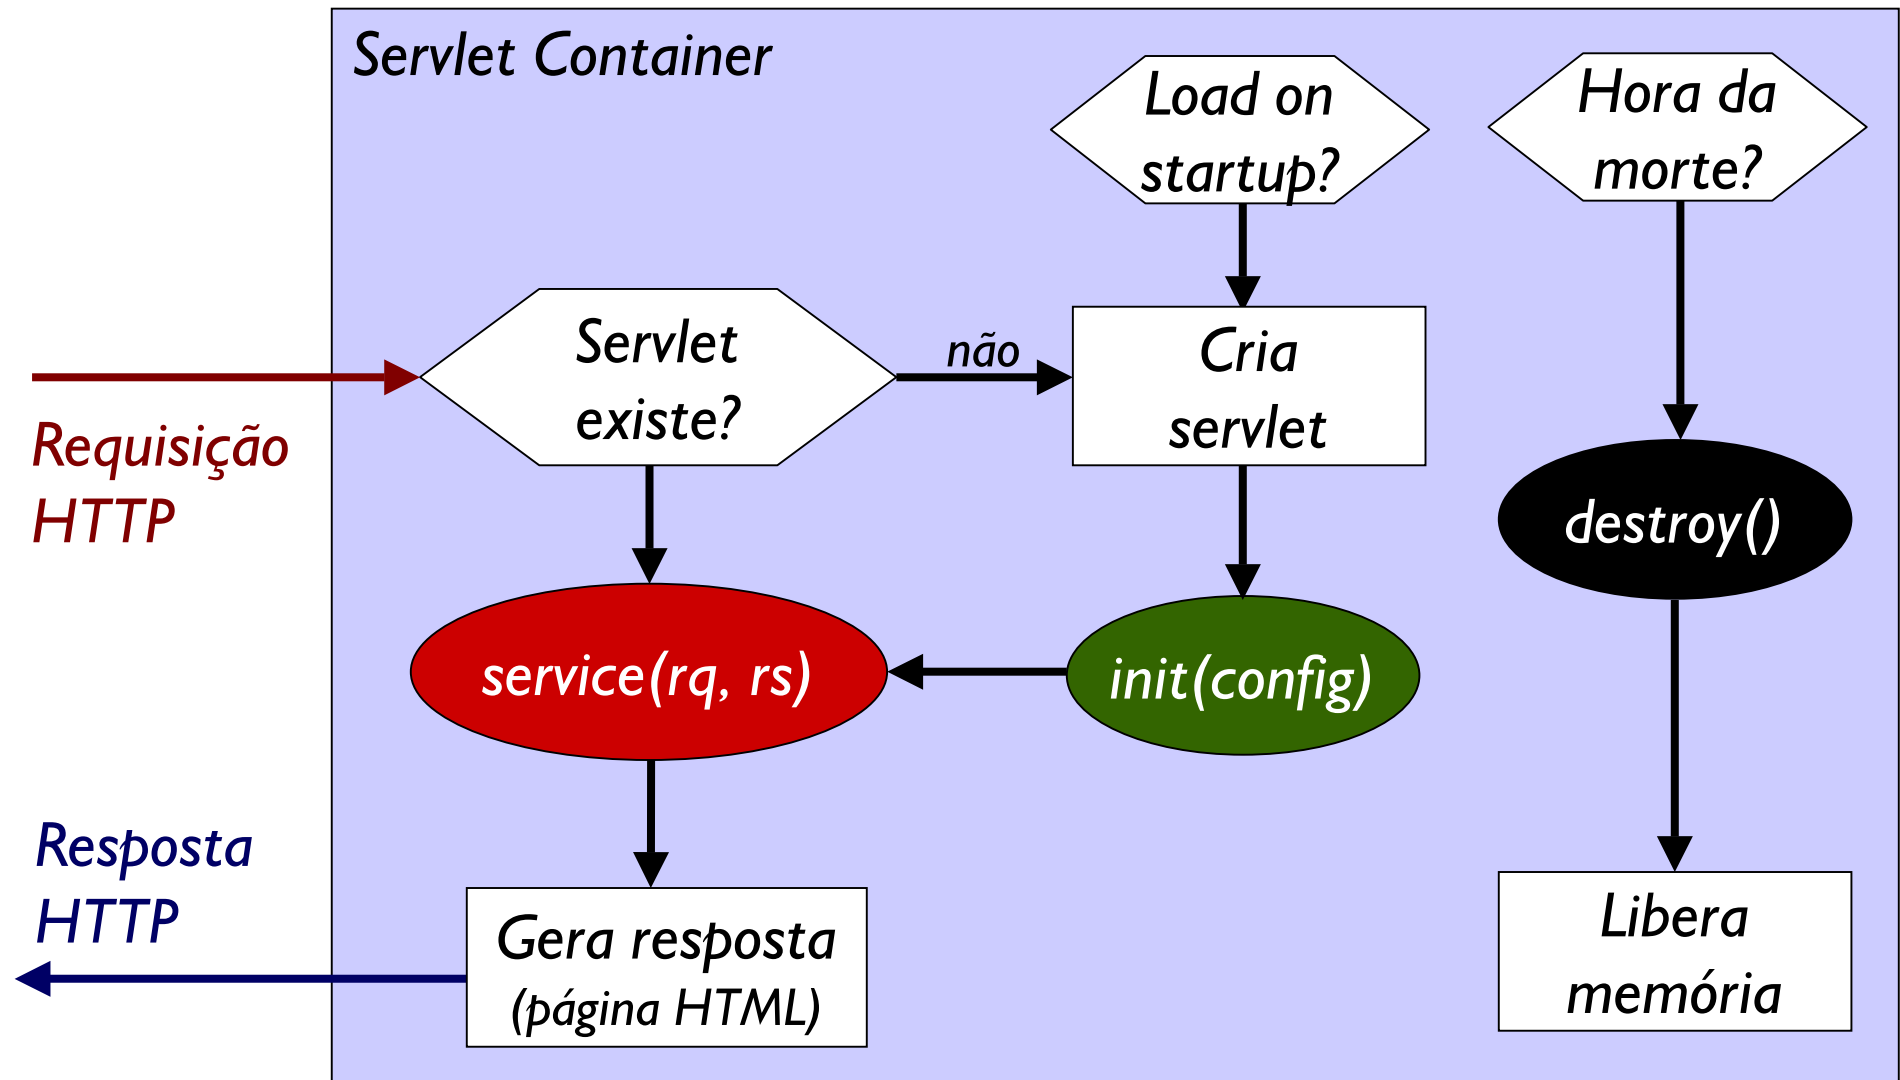 Servlet Container
Load on
startup?
Hora da
morte?
Servlet
existe?
não
Cria
servlet
Requisição
HTTP
destroy()
service(rq, rs)
init(config)
Resposta
HTTP
Gera resposta
(página HTML)
Libera
memória